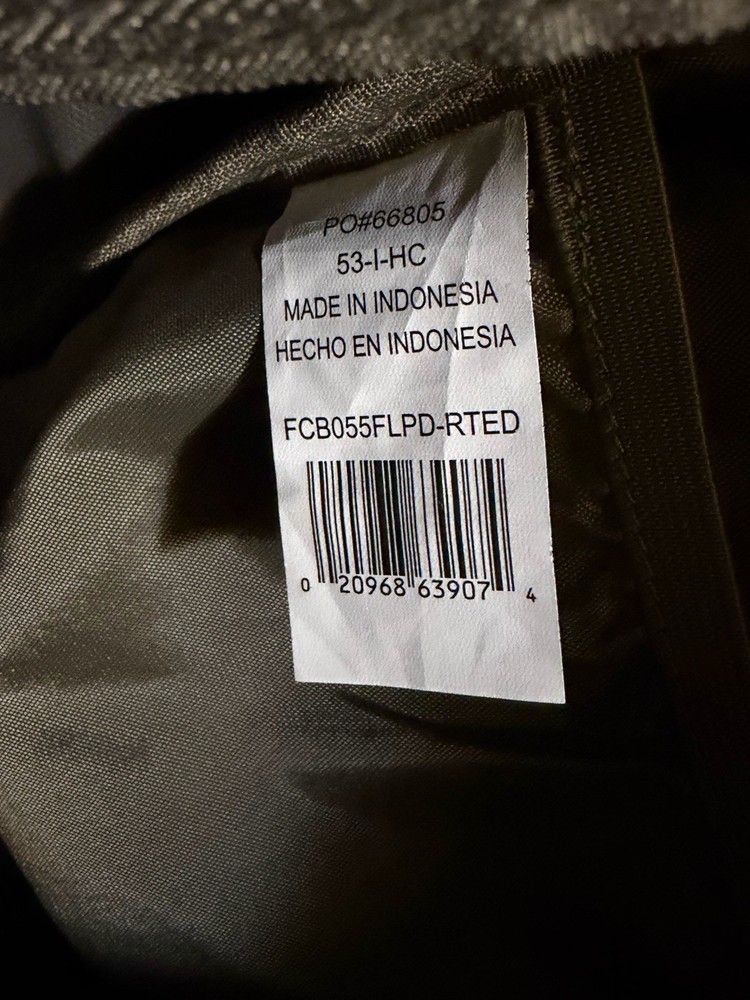 PO#66805
53-I-HC
MADE IN INDONESIA
HECHO EN INDONESIA
FCB055FLPD-RTED
0 20968 63907 4